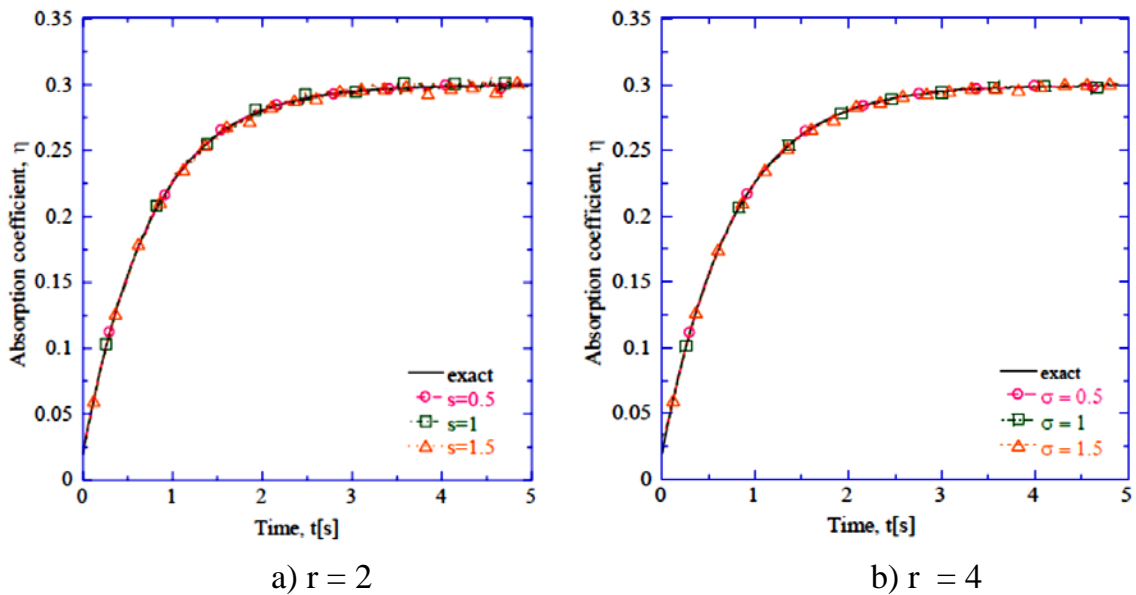 0.35
0.3
0.25
0.2
0.15
0.1
0.05
0
Absorption coefficient, η
exact
s=0.5
s=1
s=1.5
0 1 2 3 4 5
Time, t[s]
a) r = 2
0.35
0.3
0.25
0.2
0.15
0.1
0.05
0
Absorption coefficient, η
exact
σ = 0.5
σ = 1
σ = 1.5
0 1 2 3 4 5
Time, t[s]
b) r = 4